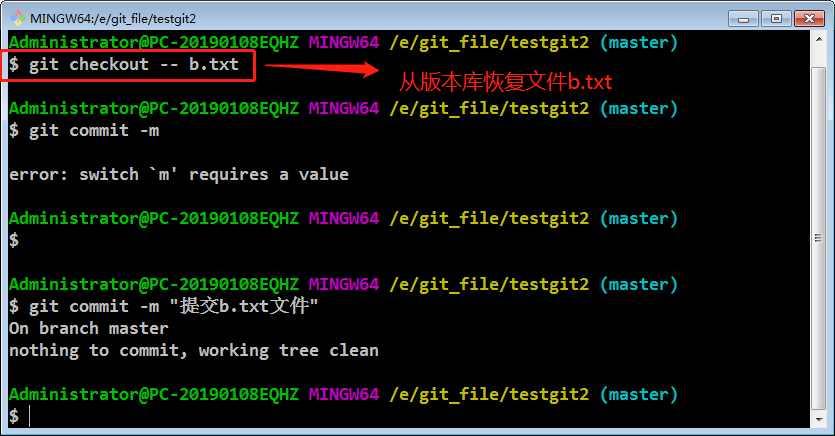 MINGW64:/e/git_file/testgit2
Administrator@PC-20190108EQHZ MINGW64 /e/git_file/testgit2 (master)
$ git checkout -- b.txt
从版本库恢复文件b.txt
Administrator@PC-20190108EQHZ MINGW64 /e/git_file/testgit2 (master)
$ git commit -m
error: switch `m' requires a value
Administrator@PC-20190108EQHZ MINGW64 /e/git_file/testgit2 (master)
$
Administrator@PC-20190108EQHZ MINGW64 /e/git_file/testgit2 (master)
$ git commit -m "提交b.txt文件"
On branch master
nothing to commit, working tree clean
Administrator@PC-20190108EQHZ MINGW64 /e/git_file/testgit2 (master)
$